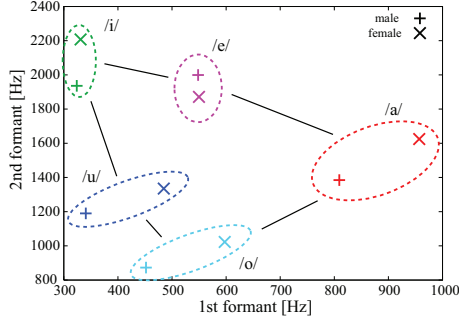 2400
2200
2000
1800
1600
1400
1200
1000
800
2nd formant [Hz]
/i/
/e/
/a/
/u/
/o/
male
female
300 400 500 600 700 800 900 1000
1st formant [Hz]